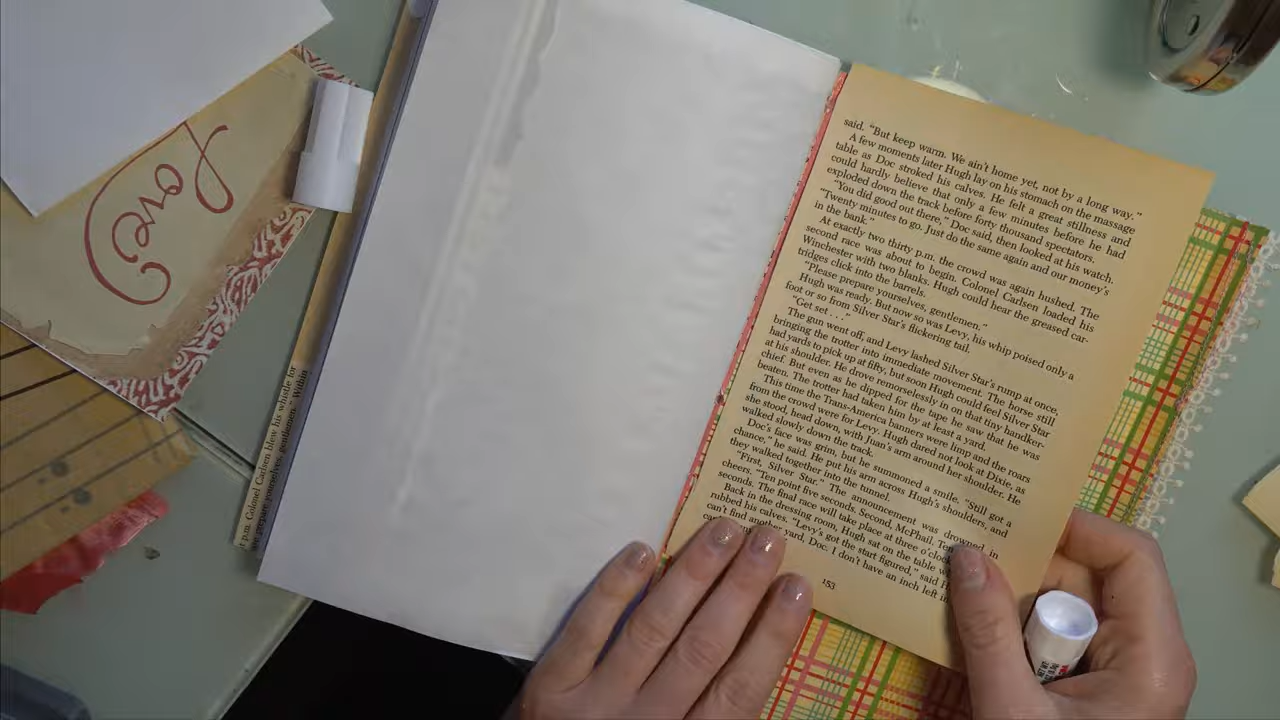 Love
t p.m. Colonel Carlsen blew his whistle for
prepare yourselves, gentlemen." Within
said. "But keep warm. We ain't home yet, not by a long way."
A few moments later Hugh lay on his stomach on the massage
table as Doc stroked his calves. He felt a great stillness and
could hardly believe that only a few minutes before he had
exploded down the track before forty thousand spectators.
"You did good out there," Doc said, then looked at his watch.
"Twenty minutes to go. Just do the same again and our money's
in the bank."
At exactly two thirty p.m. the crowd was again hushed. The
second race was about to begin. Colonel Carlsen loaded his
Winchester with two blanks. Hugh could hear the greased car-
tridges click into the barrels.
"Please prepare yourselves, gentlemen."
Hugh was ready. But now so was Levy, his whip poised only a
foot or so from Silver Star's flickering tail.
"Get set . . ."
The gun went off, and Levy lashed Silver Star's rump at once,
bringing the trotter into immediate movement. The horse still
had yards to pick up at fifty, but soon Hugh could feel Silver Star
at his shoulder. He drove remorselessly in on that tiny handker-
chief. But even as he dipped for the tape he saw that he was
beaten. The trotter had taken him by at least a yard.
This time the Trans-America banners were limp and the roars
from the crowd were for Levy. Hugh dared not look at Dixie, as
she stood, head down, with Juan's arm around her shoulder. He
walked slowly down the track.
Doc's face was grim, but he summoned a smile. "Still got a
chance," he said. He put his arm across Hugh's shoulders, and
they walked together into the tunnel.
"First, Silver Star." The announcement was drowned in
cheers. "Ten point five seconds. Second, McPhail. T
seconds. The final race will take place at three o'cloc
Back in the dressing room, Hugh sat on the table w
rubbed his calves. "Levy's got the start figured," said H
can't find another yard, Doc. I don't have an inch left in
153